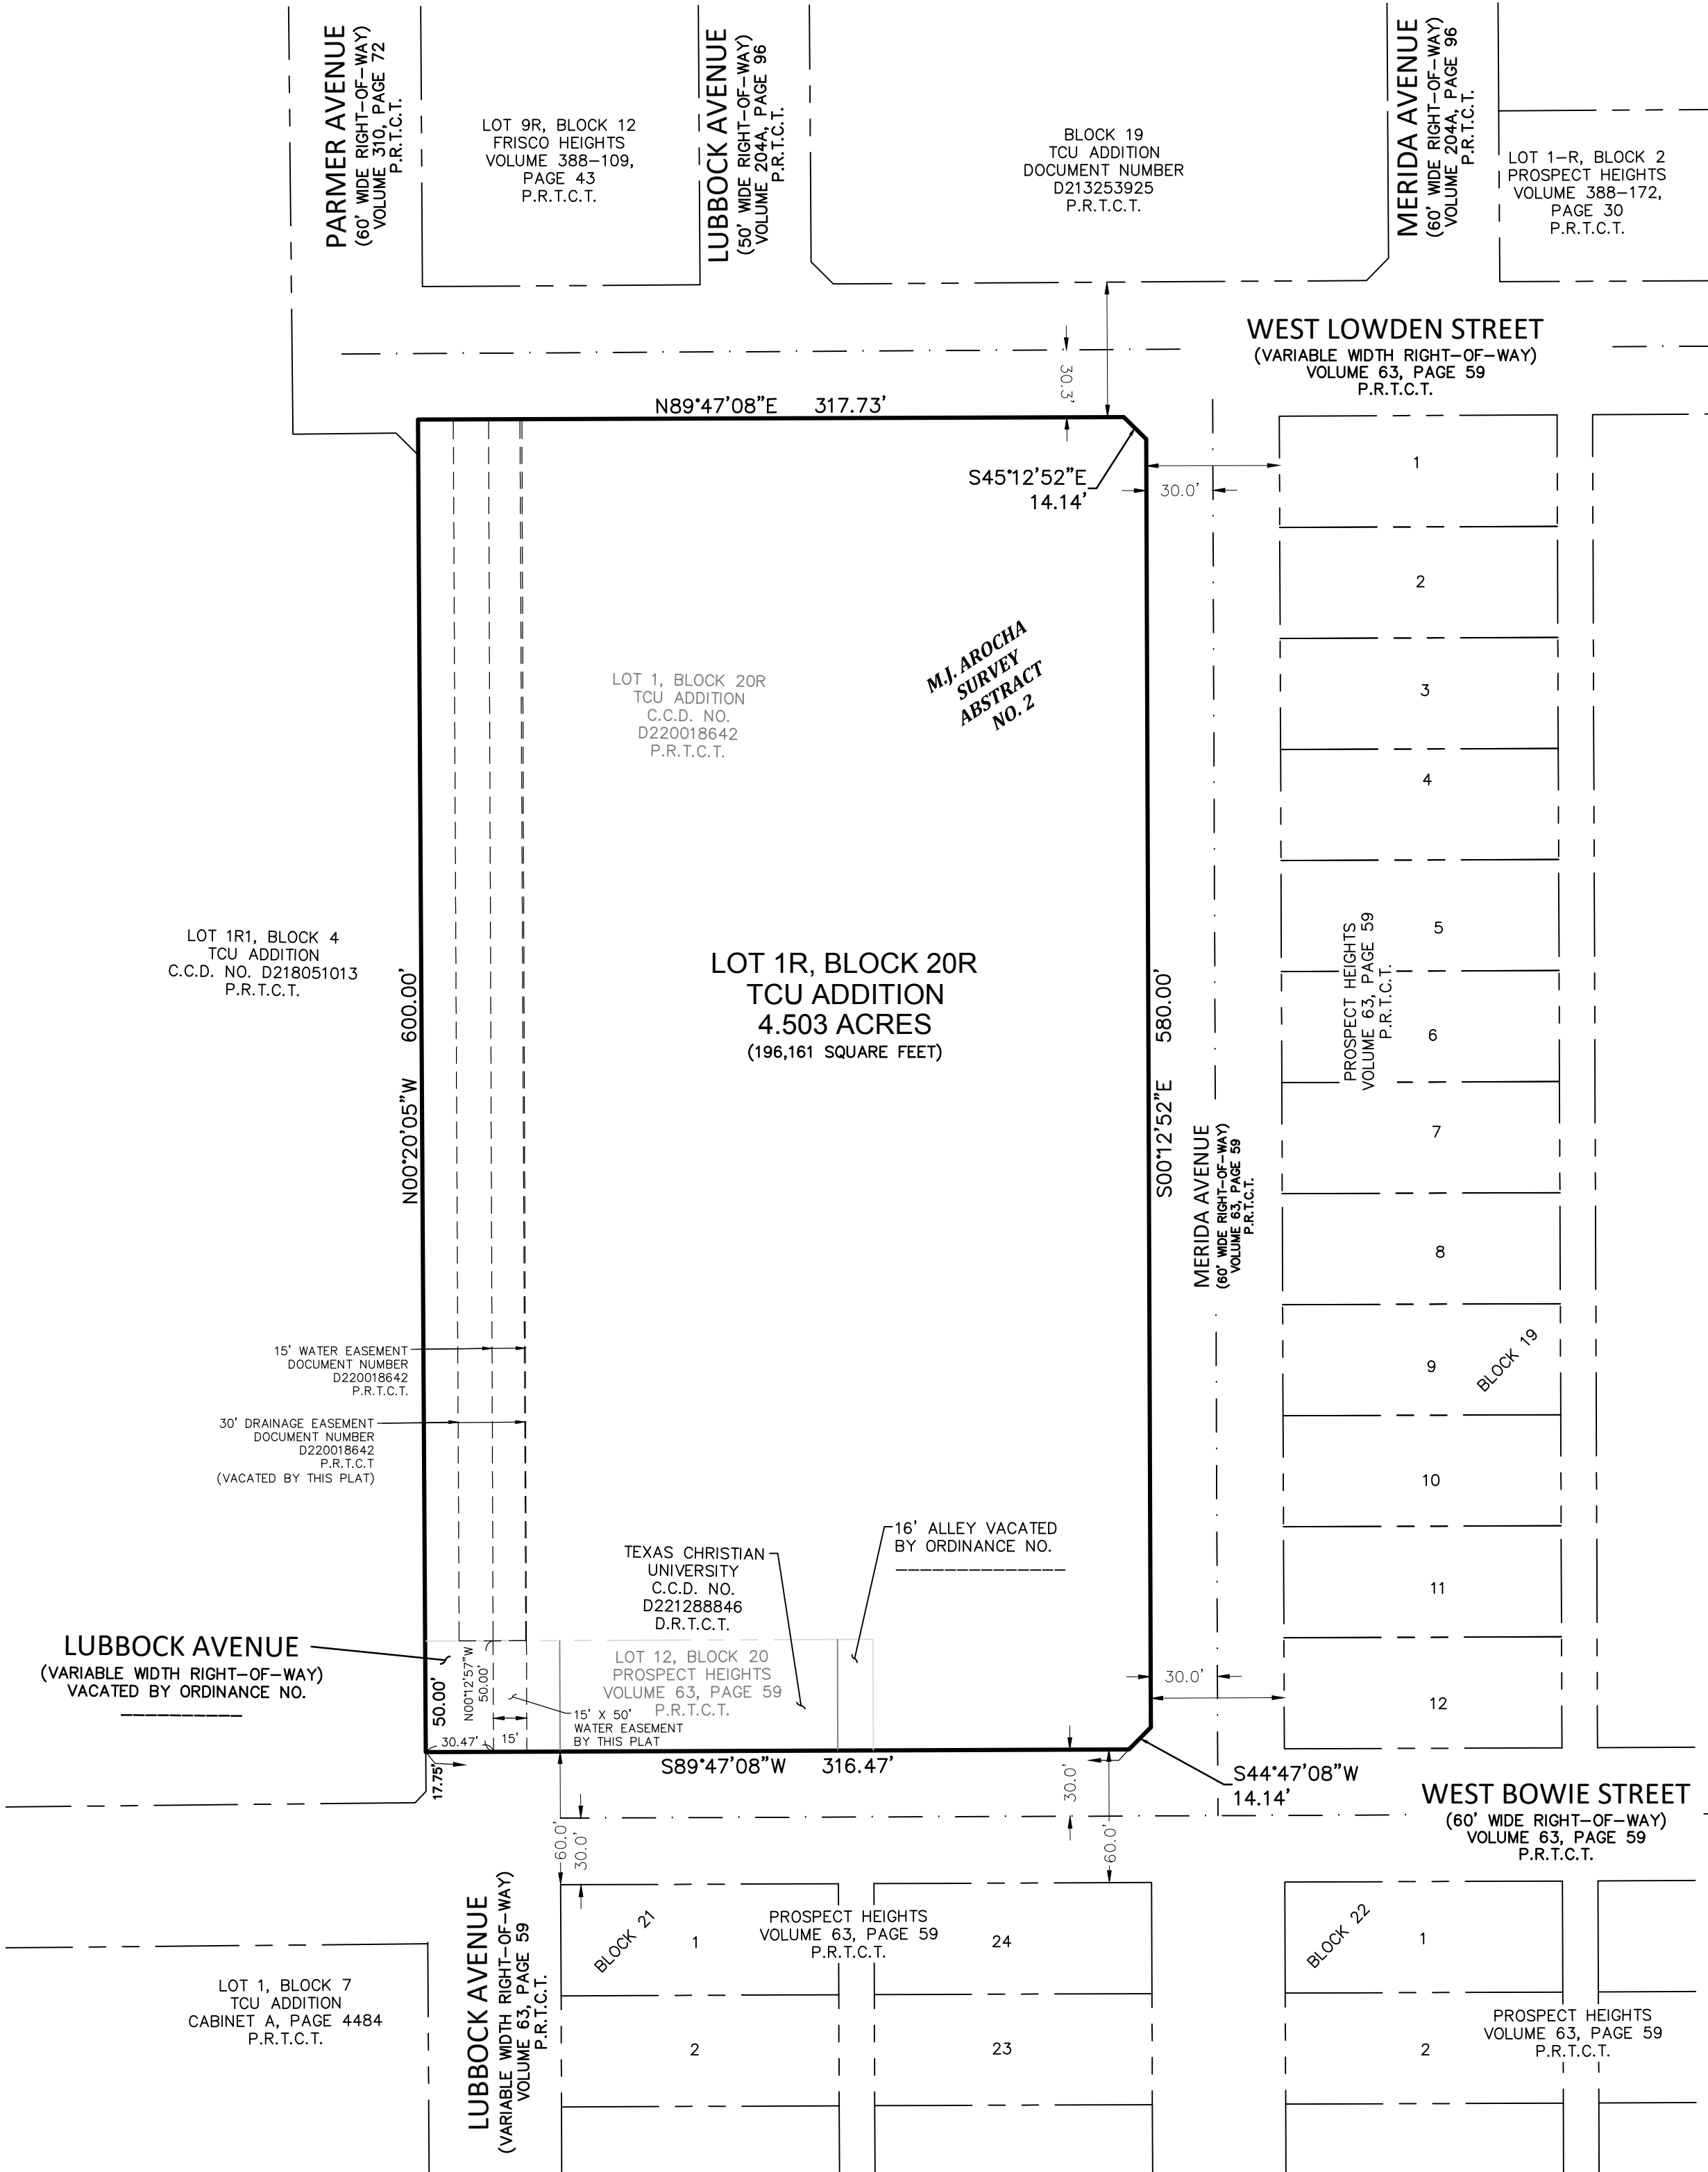 PARMER AVENUE
(60' WIDE RIGHT-OF-WAY)
VOLUME 310, PAGE 72
P.R.T.C.T.
LOT 9R, BLOCK 12
FRISCO HEIGHTS
VOLUME 388-109,
PAGE 43
P.R.T.C.T.
LUBBOCK AVENUE
(50' WIDE RIGHT-OF-WAY)
VOLUME 204A, PAGE 96
P.R.T.C.T.
BLOCK 19
TCU ADDITION
DOCUMENT NUMBER
D213253925
P.R.T.C.T.
MERIDA AVENUE
(60' WIDE RIGHT-OF-WAY)
VOLUME 204A, PAGE 96
P.R.T.C.T.
LOT 1-R, BLOCK 2
PROSPECT HEIGHTS
VOLUME 388-172,
PAGE 30
P.R.T.C.T.
WEST LOWDEN STREET
(VARIABLE WIDTH RIGHT-OF-WAY)
VOLUME 63, PAGE 59
P.R.T.C.T.
30.3'
N89°47'08"E 317.73'
S45°12'52"E
14.14'
30.0'
1
2
3
4
5
6
7
8
9
10
11
12
BLOCK 19
PROSPECT HEIGHTS
VOLUME 63, PAGE 59
P.R.T.C.T.
M.J. AROCHA
SURVEY
ABSTRACT
NO. 2
LOT 1, BLOCK 20R
TCU ADDITION
C.C.D. NO.
D220018642
P.R.T.C.T.
LOT 1R1, BLOCK 4
TCU ADDITION
C.C.D. NO. D218051013
P.R.T.C.T.
N00°20'05"W 600.00'
LOT 1R, BLOCK 20R
TCU ADDITION
4.503 ACRES
(196,161 SQUARE FEET)
S00°12'52"E 580.00'
MERIDA AVENUE
(60' WIDE RIGHT-OF-WAY)
VOLUME 63, PAGE 59
P.R.T.C.T.
15' WATER EASEMENT
DOCUMENT NUMBER
D220018642
P.R.T.C.T.
30' DRAINAGE EASEMENT
DOCUMENT NUMBER
D220018642
P.R.T.C.T
(VACATED BY THIS PLAT)
16' ALLEY VACATED
BY ORDINANCE NO.
______________
TEXAS CHRISTIAN
UNIVERSITY
C.C.D. NO.
D221288846
D.R.T.C.T.
LUBBOCK AVENUE
(VARIABLE WIDTH RIGHT-OF-WAY)
VACATED BY ORDINANCE NO.
__________
50.00'
N00°12'57"W
50.00'
LOT 12, BLOCK 20
PROSPECT HEIGHTS
VOLUME 63, PAGE 59
P.R.T.C.T.
15' X 50'
WATER EASEMENT
BY THIS PLAT
30.47'
15'
30.0'
17.75'
S89°47'08"W 316.47'
S44°47'08"W
14.14'
30.0'
60.0'
30.0'
60.0'
WEST BOWIE STREET
(60' WIDE RIGHT-OF-WAY)
VOLUME 63, PAGE 59
P.R.T.C.T.
LOT 1, BLOCK 7
TCU ADDITION
CABINET A, PAGE 4484
P.R.T.C.T.
LUBBOCK AVENUE
(VARIABLE WIDTH RIGHT-OF-WAY)
VOLUME 63, PAGE 59
P.R.T.C.T.
BLOCK 21
1
PROSPECT HEIGHTS
VOLUME 63, PAGE 59
P.R.T.C.T.
24
2
23
BLOCK 22
1
2
PROSPECT HEIGHTS
VOLUME 63, PAGE 59
P.R.T.C.T.